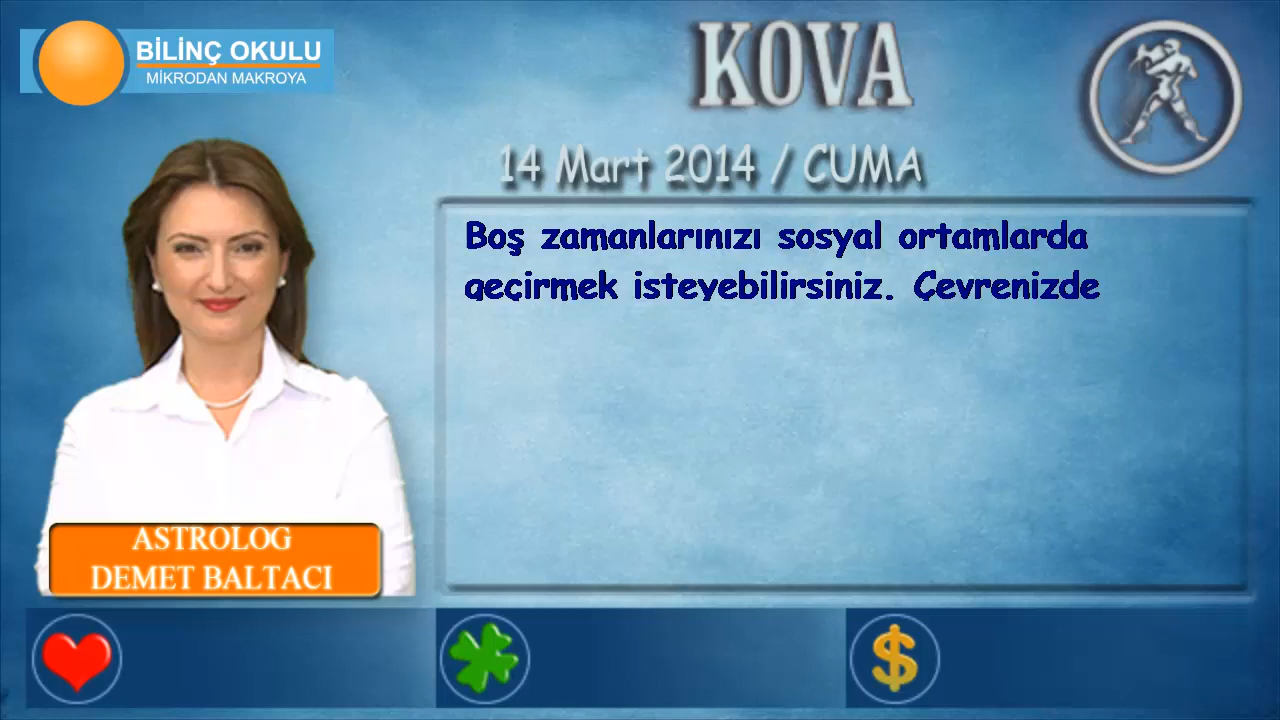 BİLİNÇ OKULU
MİKRODAN MAKROYA
KOVA
14 Mart 2014 / CUMA
Boş zamanlarınızı sosyal ortamlarda
geçirmek isteyebilirsiniz. Çevrenizde
ASTROLOG
DEMET BALTACI